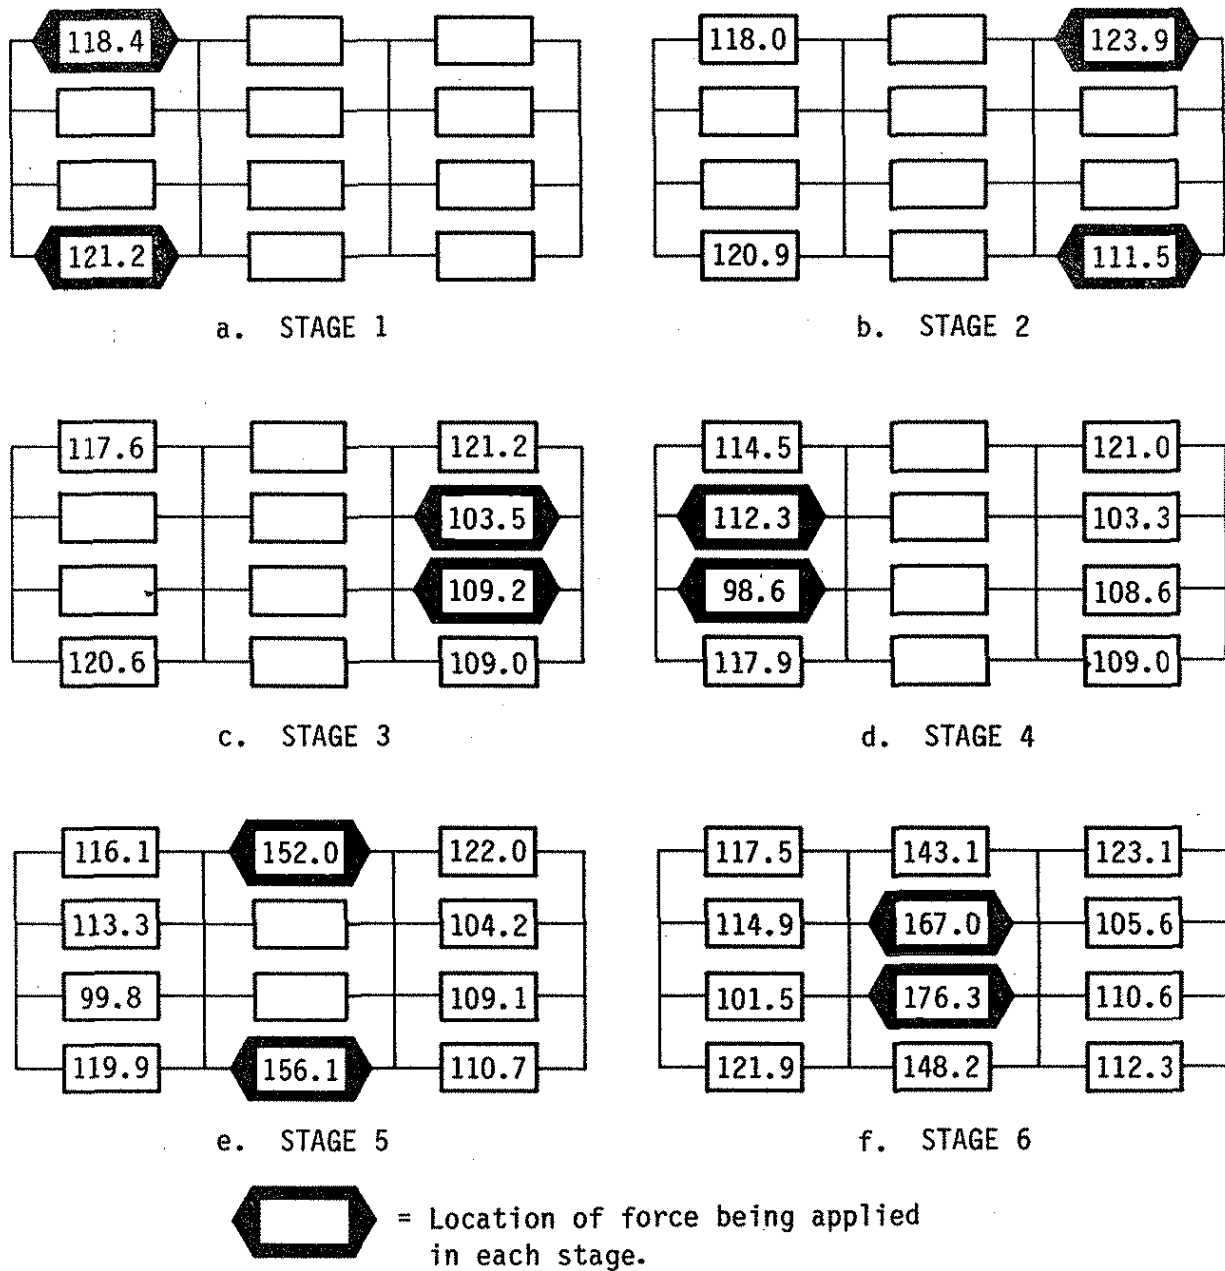 118.4
121.2
a. STAGE 1
118.0 123.9
120.9 111.5
b. STAGE 2
117.6 121.2
103.5
109.2
120.6 109.0
c. STAGE 3
114.5 121.0
112.3 103.3
98.6 108.6
117.9 109.0
d. STAGE 4
116.1 152.0 122.0
113.3 104.2
99.8 109.1
119.9 156.1 110.7
e. STAGE 5
117.5 143.1 123.1
114.9 167.0 105.6
101.5 176.3 110.6
121.9 148.2 112.3
f. STAGE 6
= Location of force being applied
in each stage.